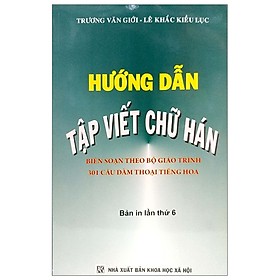 TRƯƠNG VĂN GIỚI - LÊ KHẮC KIỀU LỤC
HƯỚNG DẪN
TẬP VIẾT CHỮ HÁN
BIÊN SOẠN THEO BỘ GIÁO TRÌNH
301 CÂU ĐÀM THOẠI TIẾNG HOA
Bản in lần thứ 6
NHÀ XUẤT BẢN KHOA HỌC XÃ HỘI